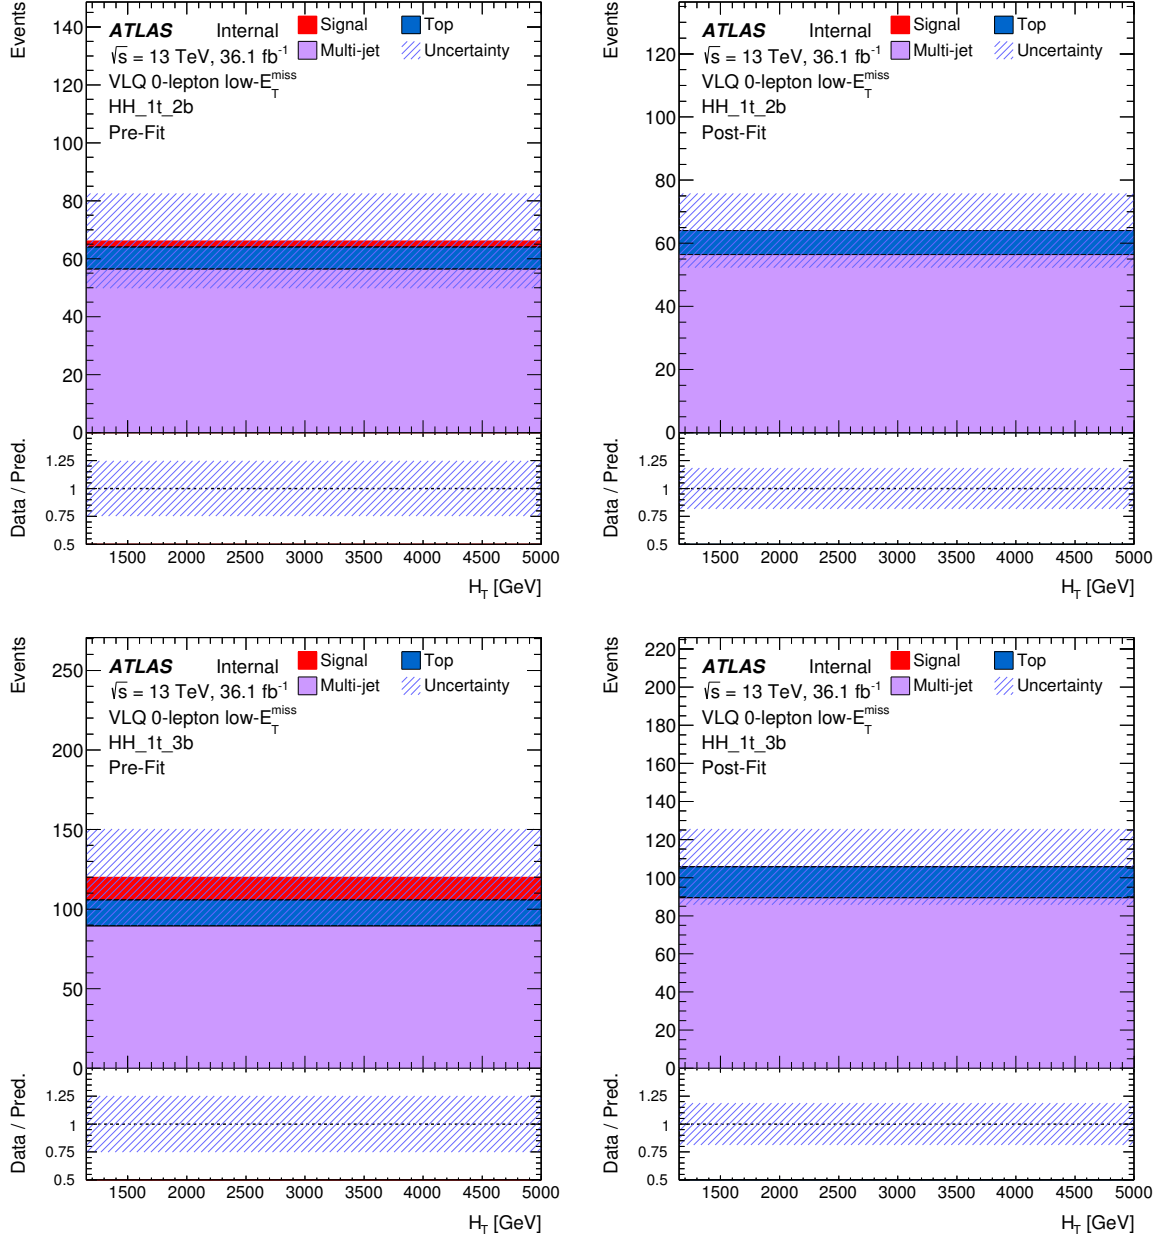 Events
140
120
100
80
60
40
20
0
ATLAS Internal
√s = 13 TeV, 36.1 fb⁻¹
VLQ 0-lepton low-E_T^miss
HH_1t_2b
Pre-Fit
Signal Top
Multi-jet Uncertainty
Data / Pred.
1.25
1
0.75
0.5
1500 2000 2500 3000 3500 4000 4500 5000
H_T [GeV]
Events
120
100
80
60
40
20
0
ATLAS Internal
√s = 13 TeV, 36.1 fb⁻¹
VLQ 0-lepton low-E_T^miss
HH_1t_2b
Post-Fit
Signal Top
Multi-jet Uncertainty
Data / Pred.
1.25
1
0.75
0.5
1500 2000 2500 3000 3500 4000 4500 5000
H_T [GeV]
Events
250
200
150
100
50
0
ATLAS Internal
√s = 13 TeV, 36.1 fb⁻¹
VLQ 0-lepton low-E_T^miss
HH_1t_3b
Pre-Fit
Signal Top
Multi-jet Uncertainty
Data / Pred.
1.25
1
0.75
0.5
1500 2000 2500 3000 3500 4000 4500 5000
H_T [GeV]
Events
220
200
180
160
140
120
100
80
60
40
20
0
ATLAS Internal
√s = 13 TeV, 36.1 fb⁻¹
VLQ 0-lepton low-E_T^miss
HH_1t_3b
Post-Fit
Signal Top
Multi-jet Uncertainty
Data / Pred.
1.25
1
0.75
0.5
1500 2000 2500 3000 3500 4000 4500 5000
H_T [GeV]